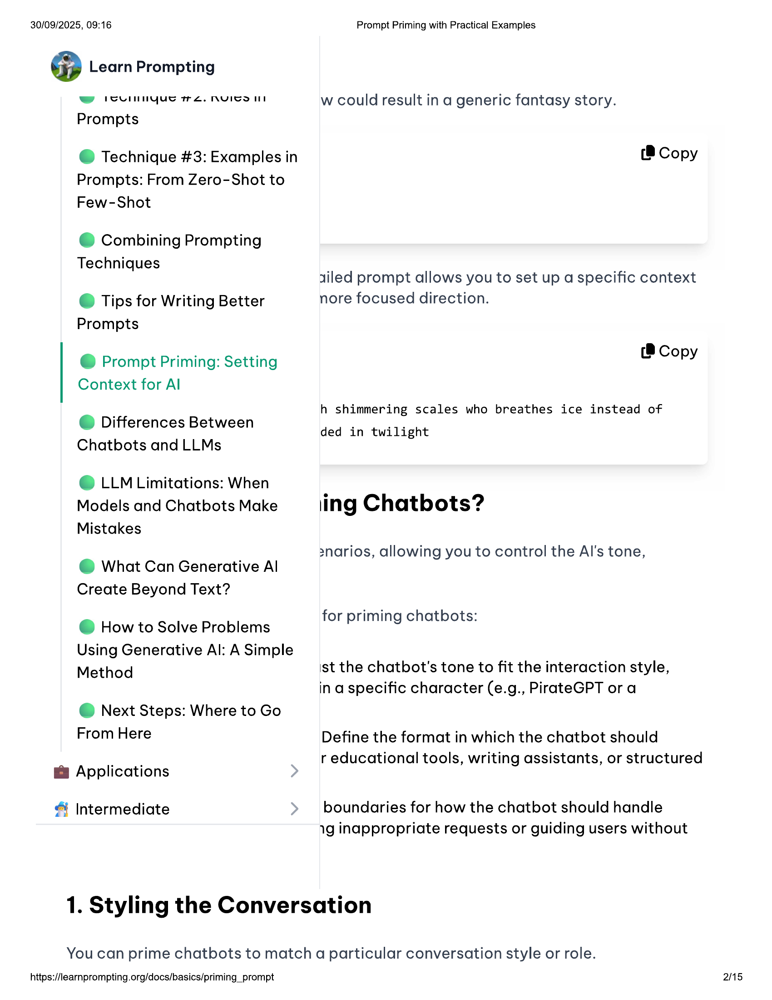 30/09/2025, 09:16
Prompt Priming with Practical Examples
Learn Prompting
Technique #2: Roles in
Prompts
Technique #3: Examples in
Prompts: From Zero-Shot to
Few-Shot
Combining Prompting
Techniques
Tips for Writing Better
Prompts
Prompt Priming: Setting
Context for AI
Differences Between
Chatbots and LLMs
LLM Limitations: When
Models and Chatbots Make
Mistakes
What Can Generative AI
Create Beyond Text?
How to Solve Problems
Using Generative AI: A Simple
Method
Next Steps: Where to Go
From Here
Applications
Intermediate
w could result in a generic fantasy story.
Copy
ailed prompt allows you to set up a specific context
more focused direction.
Copy
h shimmering scales who breathes ice instead of
ded in twilight
ing Chatbots?
enarios, allowing you to control the AI's tone,
for priming chatbots:
ust the chatbot's tone to fit the interaction style,
in a specific character (e.g., PirateGPT or a
Define the format in which the chatbot should
r educational tools, writing assistants, or structured
boundaries for how the chatbot should handle
ng inappropriate requests or guiding users without
1. Styling the Conversation
You can prime chatbots to match a particular conversation style or role.
https://learnprompting.org/docs/basics/priming_prompt
2/15